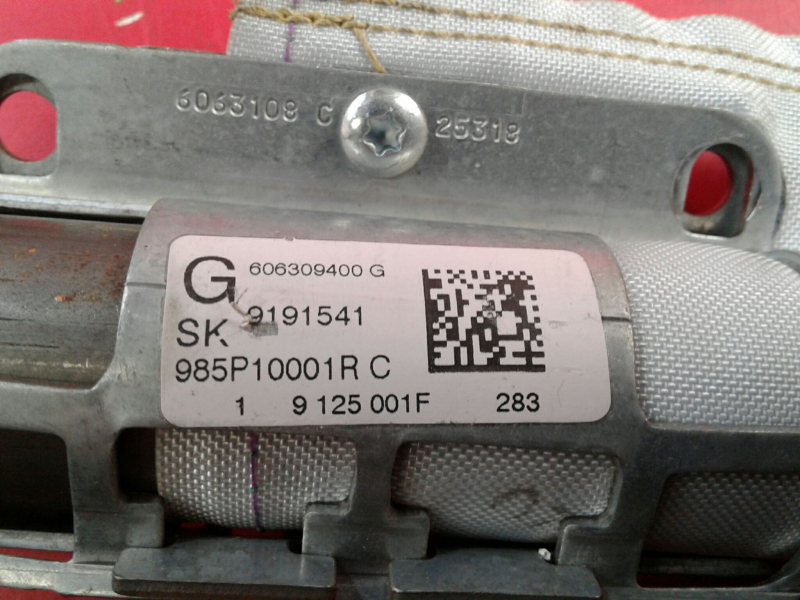 6063108 C 25318
G 606309400 G
SK 9191541
985P10001R C
1 9 125 001F 283